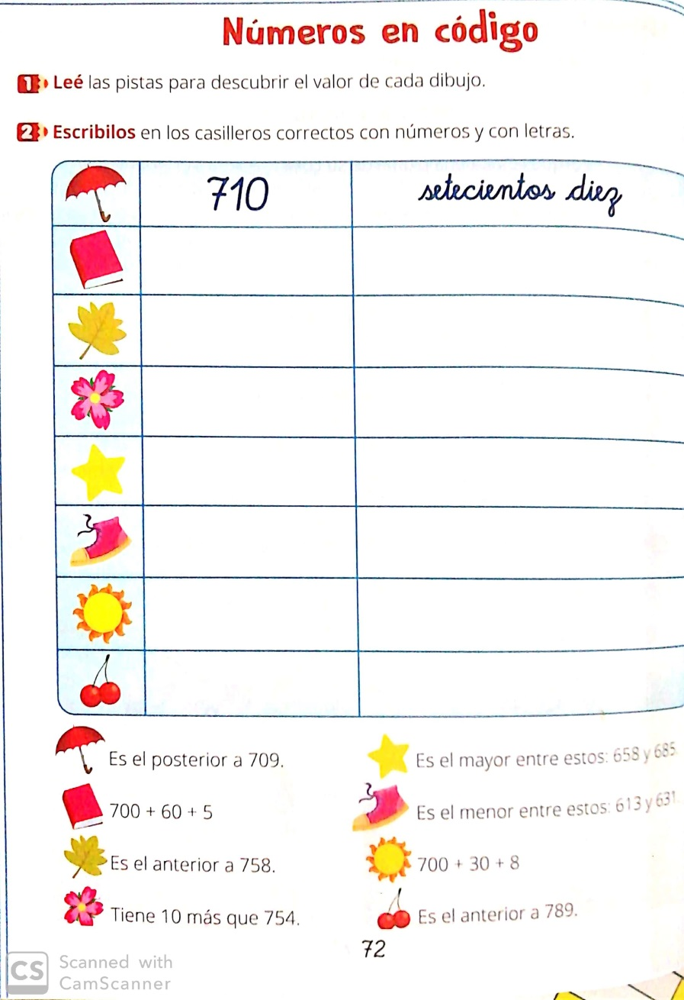 Números en código
1 Leé las pistas para descubrir el valor de cada dibujo.
2 Escribilos en los casilleros correctos con números y con letras.
710 setecientos diez
Es el posterior a 709.
Es el mayor entre estos: 658 y 685.
700 + 60 + 5
Es el menor entre estos: 613 y 631.
Es el anterior a 758.
700 + 30 + 8
Tiene 10 más que 754.
Es el anterior a 789.
72
CS Scanned with
CamScanner